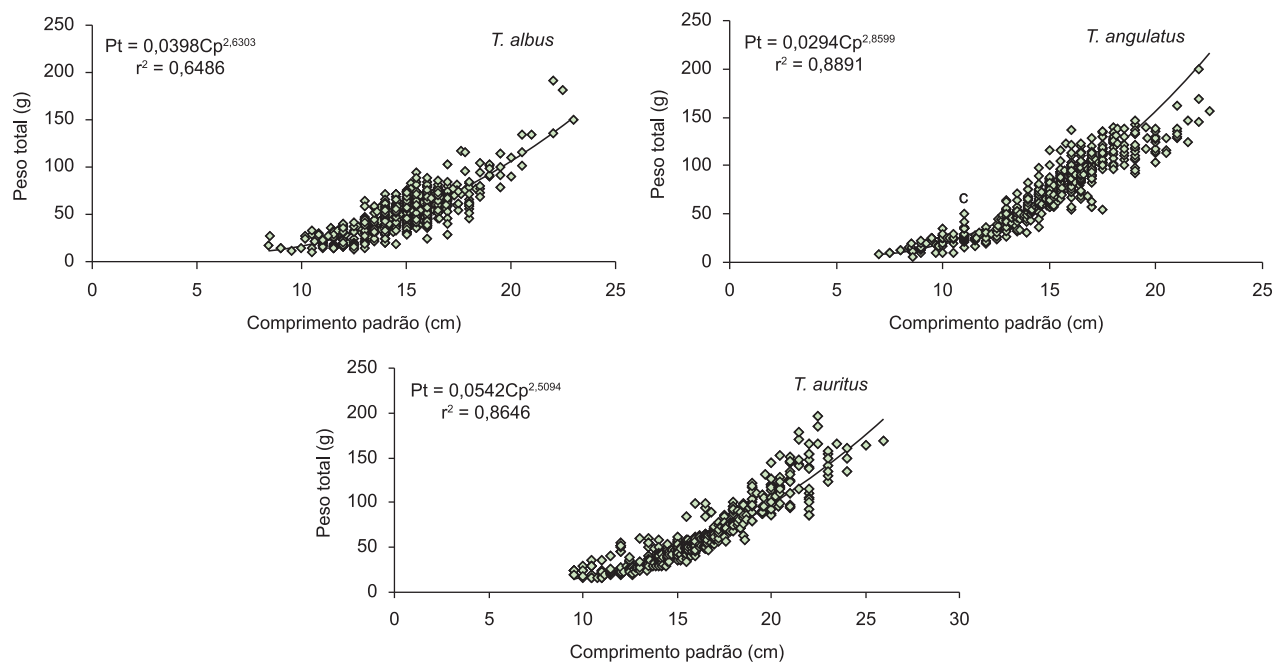 250
200
150
100
50
0
Peso total (g)
Pt = 0,0398Cp^2,6303
r² = 0,6486
T. albus
0 5 10 15 20 25
Comprimento padrão (cm)
250
200
150
100
50
0
Peso total (g)
Pt = 0,0294Cp^2,8599
r² = 0,8891
T. angulatus
C
0 5 10 15 20 25
Comprimento padrão (cm)
250
200
150
100
50
0
Peso total (g)
Pt = 0,0542Cp^2,5094
r² = 0,8646
T. auritus
0 5 10 15 20 25 30
Comprimento padrão (cm)